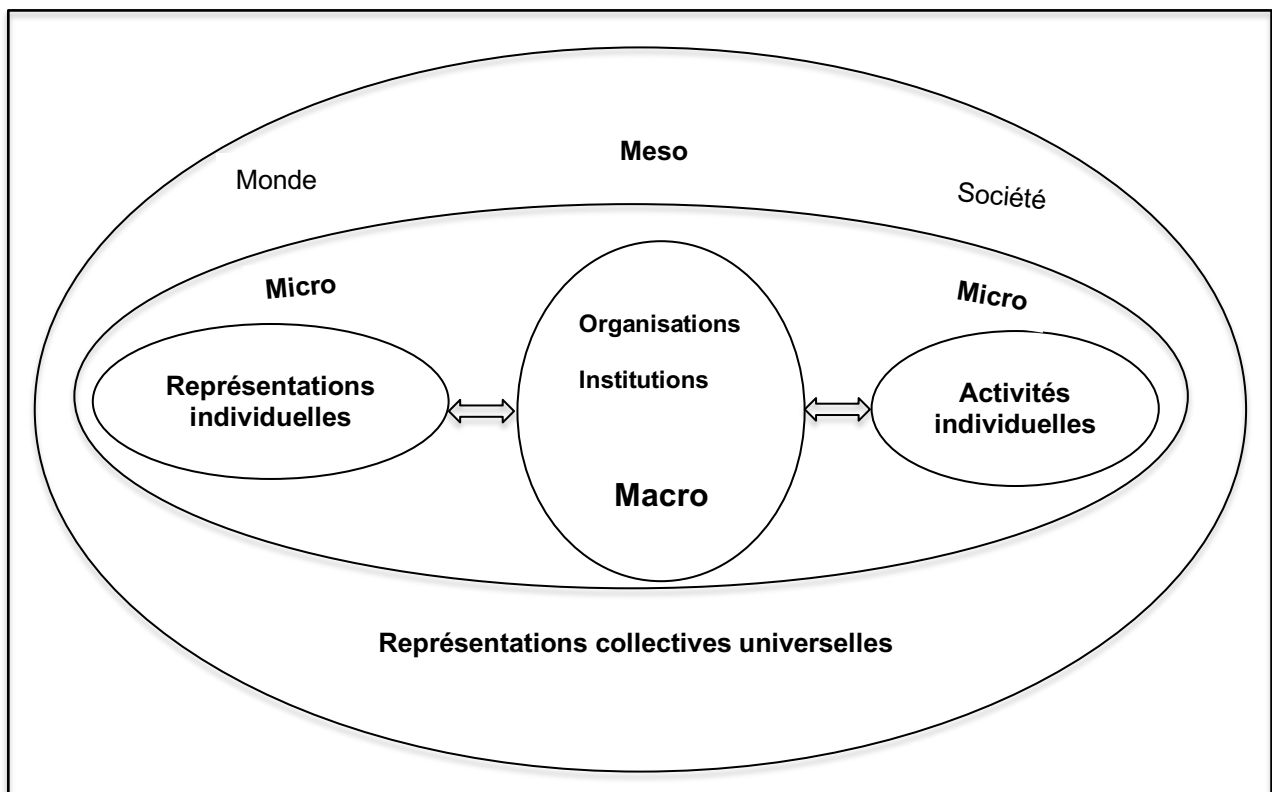 Meso
Monde
Société
Micro
Micro
Organisations
Institutions
Représentations
individuelles
Activités
individuelles
Macro
Représentations collectives universelles